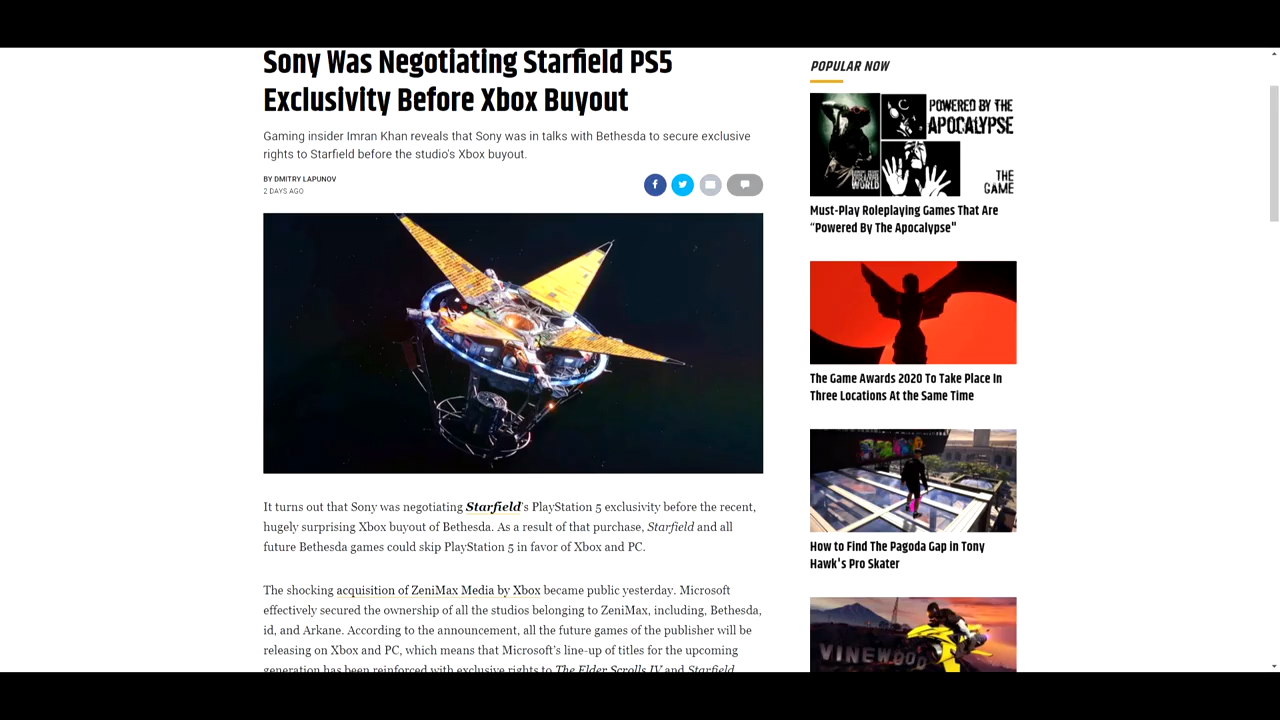 Sony Was Negotiating Starfield PS5
Exclusivity Before Xbox Buyout
Gaming insider Imran Khan reveals that Sony was in talks with Bethesda to secure exclusive
rights to Starfield before the studio's Xbox buyout.
BY DMITRY LAPUNOV
2 DAYS AGO
It turns out that Sony was negotiating Starfield's PlayStation 5 exclusivity before the recent,
hugely surprising Xbox buyout of Bethesda. As a result of that purchase, Starfield and all
future Bethesda games could skip PlayStation 5 in favor of Xbox and PC.
The shocking acquisition of ZeniMax Media by Xbox became public yesterday. Microsoft
effectively secured the ownership of all the studios belonging to ZeniMax, including, Bethesda,
id, and Arkane. According to the announcement, all the future games of the publisher will be
releasing on Xbox and PC, which means that Microsoft's line-up of titles for the upcoming
generation has been reinforced with exclusive rights to The Elder Scrolls IV and Starfield.
POPULAR NOW
POWERED BY THE
APOCALYPSE
THE
GAME
APOCALYPSE
WORLD
Must-Play Roleplaying Games That Are
“Powered By The Apocalypse"
The Game Awards 2020 To Take Place In
Three Locations At the Same Time
How to Find The Pagoda Gap in Tony
Hawk's Pro Skater
VINEWOOD